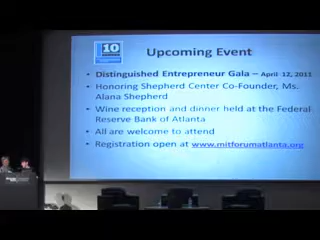 10
Upcoming Event
• Distinguished Entrepreneur Gala – April 12, 2011
• Honoring Shepherd Center Co-Founder, Ms.
Alana Shepherd
• Wine reception and dinner held at the Federal
Reserve Bank of Atlanta
• All are welcome to attend
• Registration open at www.mitforumatlanta.org